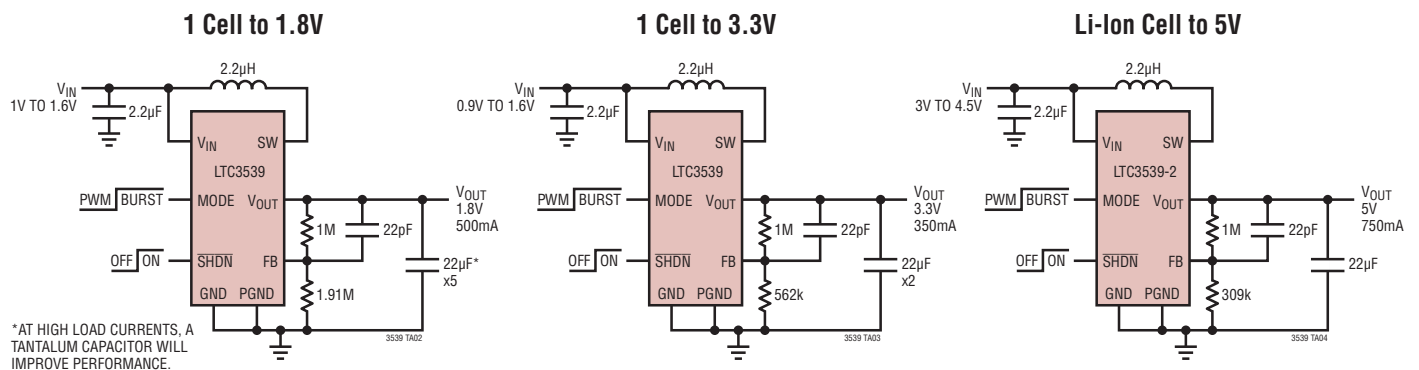 1 Cell to 1.8V
2.2µH
VIN
1V TO 1.6V
2.2µF
VIN
SW
LTC3539
PWM
BURST
MODE
VOUT
VOUT
1.8V
500mA
1M
22pF
OFF
ON
SHDN
FB
22µF*
x5
1.91M
GND
PGND
*AT HIGH LOAD CURRENTS, A
TANTALUM CAPACITOR WILL
IMPROVE PERFORMANCE.
3539 TA02
1 Cell to 3.3V
2.2µH
VIN
0.9V TO 1.6V
2.2µF
VIN
SW
LTC3539
PWM
BURST
MODE
VOUT
VOUT
3.3V
350mA
1M
22pF
OFF
ON
SHDN
FB
22µF
x2
562k
GND
PGND
3539 TA03
Li-Ion Cell to 5V
2.2µH
VIN
3V TO 4.5V
2.2µF
VIN
SW
LTC3539-2
PWM
BURST
MODE
VOUT
VOUT
5V
750mA
1M
22pF
OFF
ON
SHDN
FB
22µF
309k
GND
PGND
3539 TA04